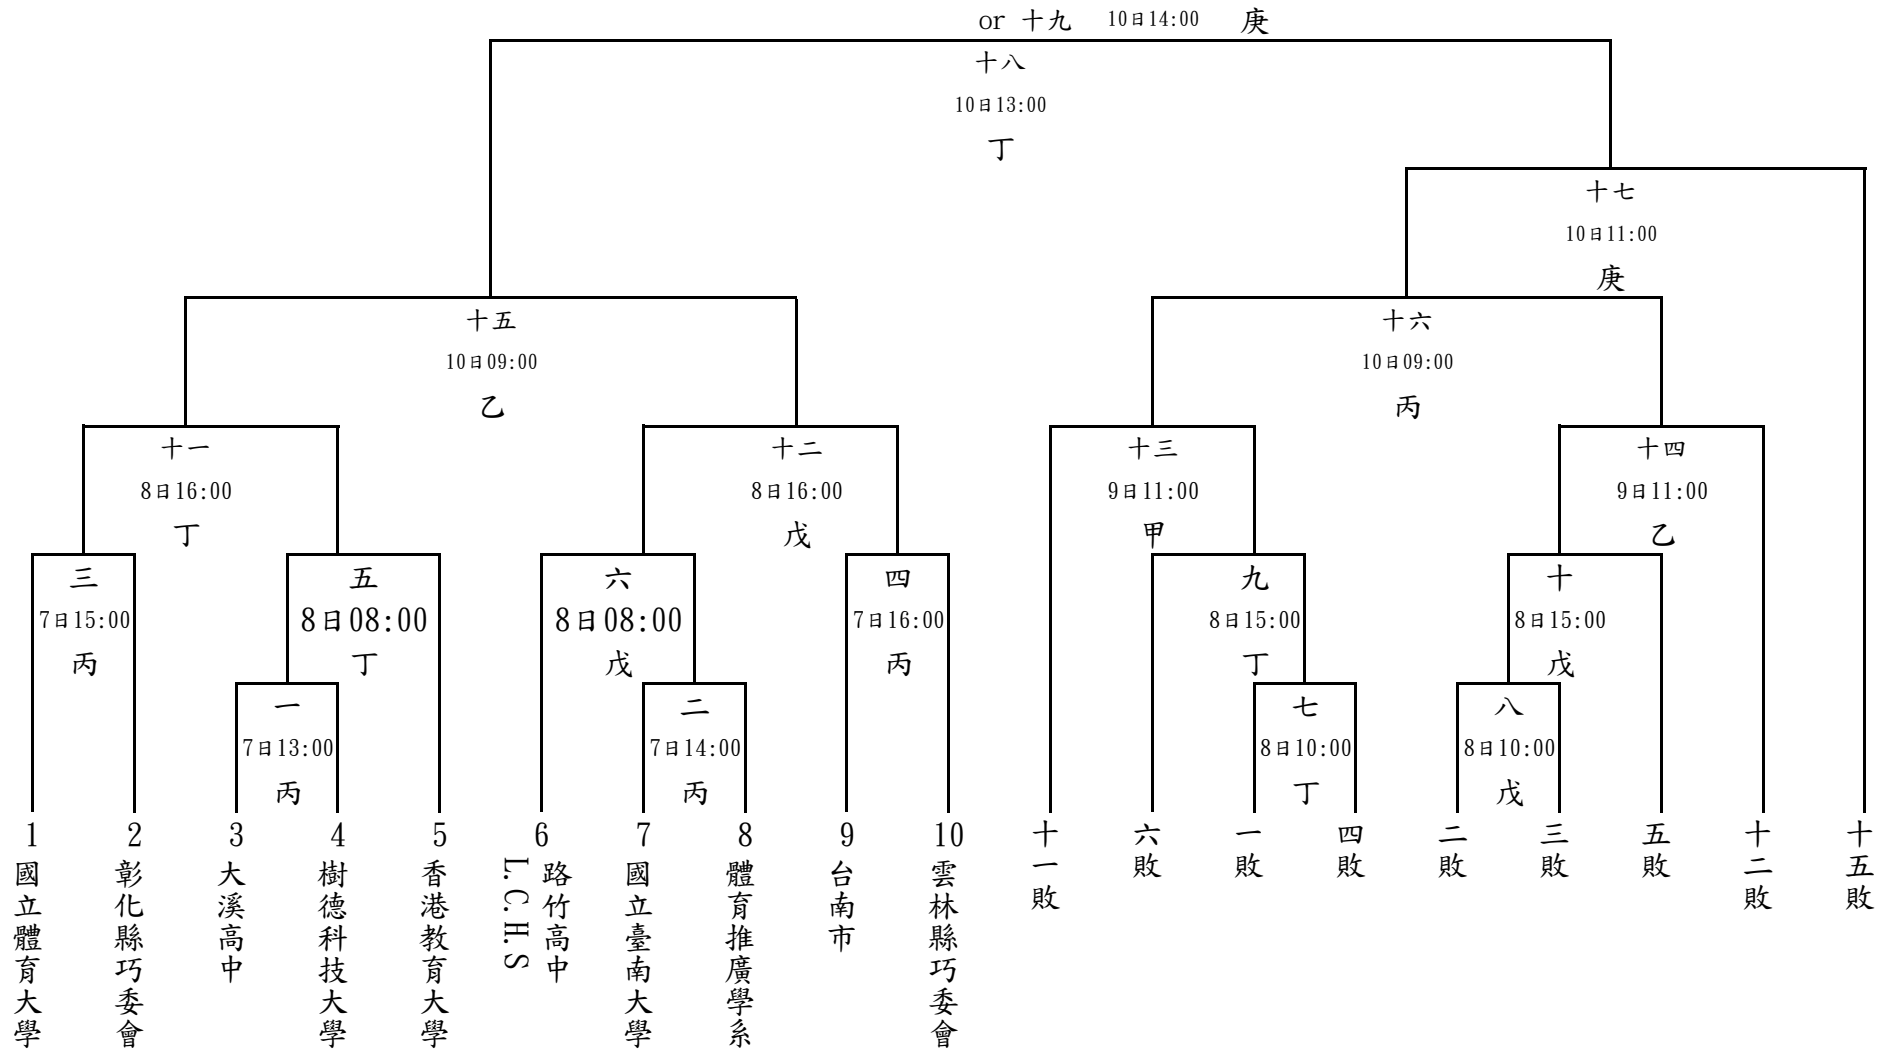 or 十九 10日14:00 庚
十八
10日13:00
丁
十七
10日11:00
庚
十五
10日09:00
乙
十六
10日09:00
丙
十一
8日16:00
丁
十二
8日16:00
戊
十三
9日11:00
甲
十四
9日11:00
乙
三
7日15:00
丙
五
8日08:00
丁
六
8日08:00
戊
四
7日16:00
丙
九
8日15:00
丁
十
8日15:00
戊
一
7日13:00
丙
二
7日14:00
丙
七
8日10:00
丁
八
8日10:00
戊
1
國立體育大學
2
彰化縣巧委會
3
大溪高中
4
樹德科技大學
5
香港教育大學
6
路竹高中
L.C.H.S
7
國立臺南大學
8
體育推廣學系
9
台南市
10
雲林縣巧委會
十一敗
六敗
一敗
四敗
二敗
三敗
五敗
十二敗
十五敗